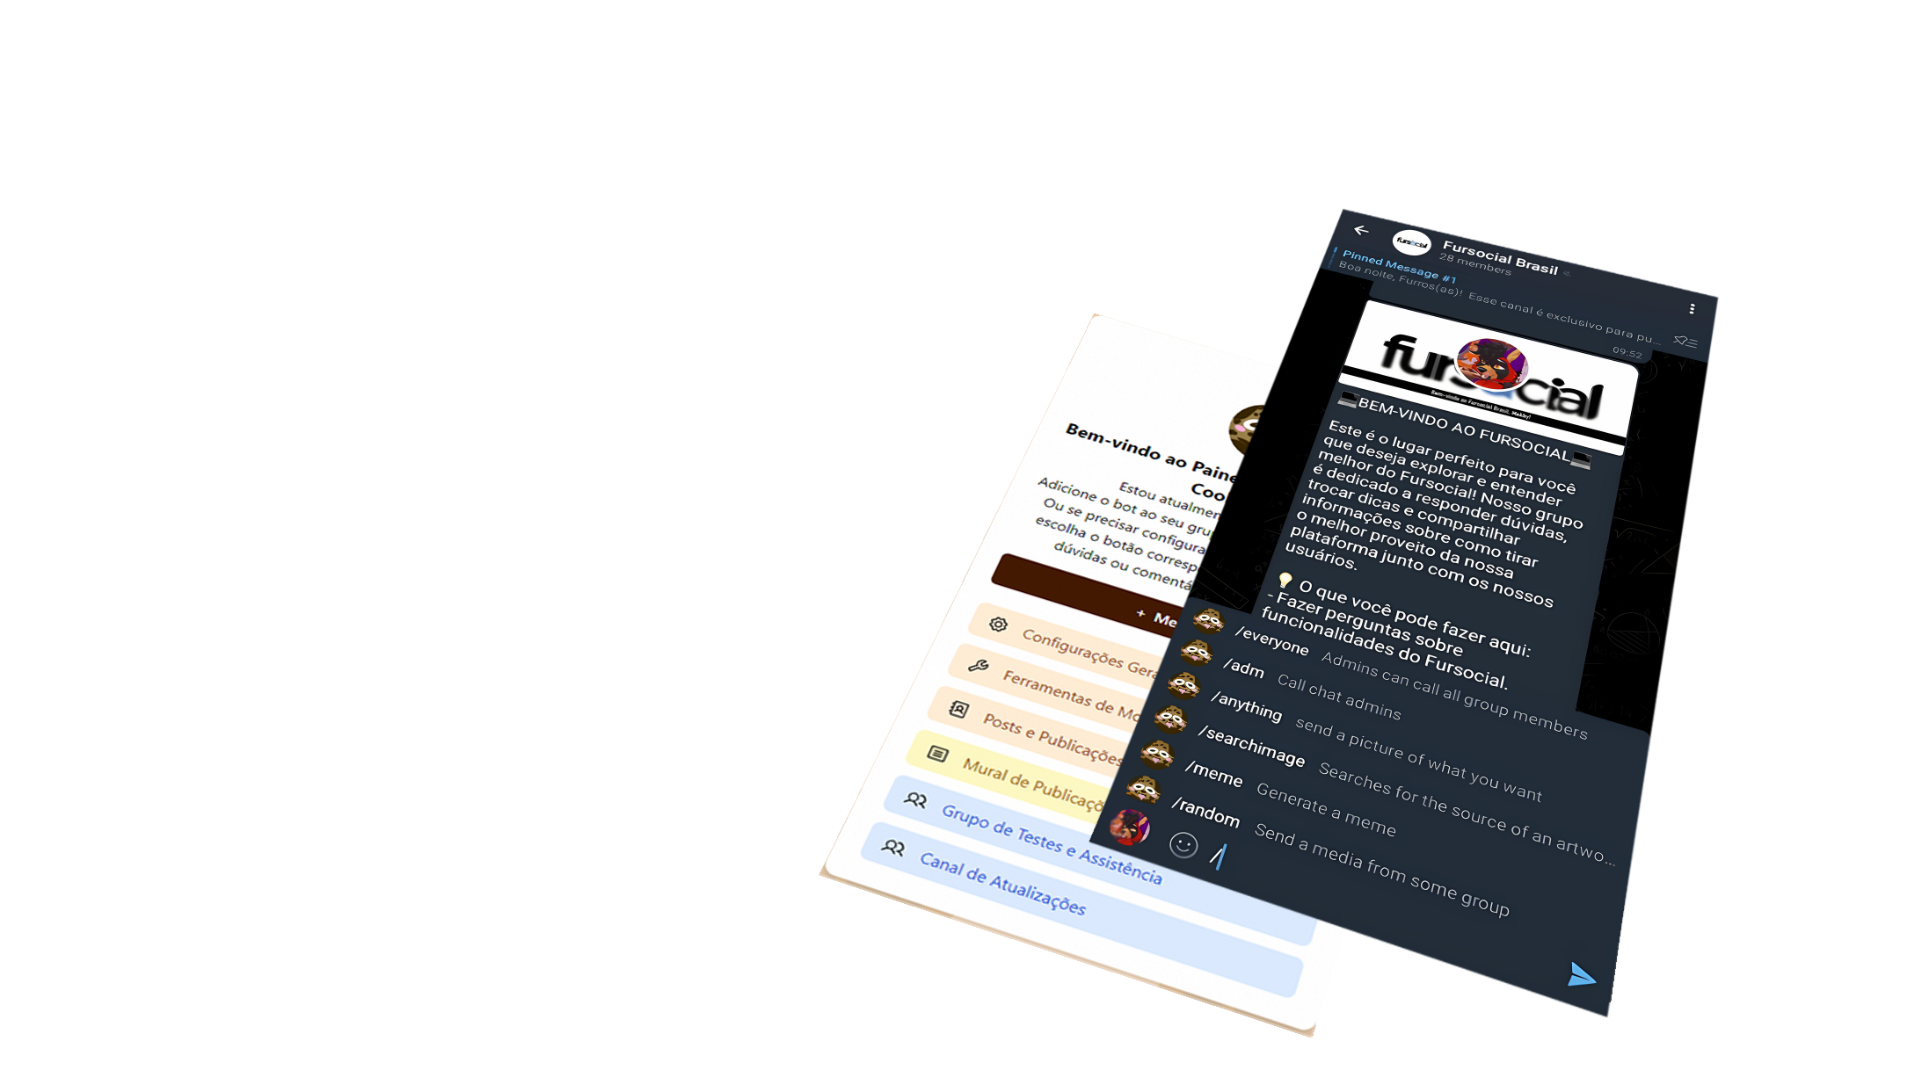 Bem-vindo ao Paine
Coo
Estou atualmen
Adicione o bot ao seu gru
Ou se precisar configura
escolha o botão corresp
dúvidas ou comentá
+ Me
Configurações Gera
Ferramentas de Mo
Posts e Publicações
Mural de Publicaçõ
Grupo de Testes e Assistência
Canal de Atualizações
fursocial
Fursocial Brasil
28 members
Pinned Message #1
Boa noite, Furros(as)! Esse canal é exclusivo para pu...
09:52
fursocial
Bem-vindo ao Fursocial Brasil, Makky!
💻BEM-VINDO AO FURSOCIAL💻
Este é o lugar perfeito para você
que deseja explorar e entender
melhor do Fursocial! Nosso grupo
é dedicado a responder dúvidas,
trocar dicas e compartilhar
informações sobre como tirar
o melhor proveito da nossa
plataforma junto com os nossos
usuários.
💡 O que você pode fazer aqui:
- Fazer perguntas sobre
funcionalidades do Fursocial.
/everyone Admins can call all group members
/adm Call chat admins
/anything send a picture of what you want
/searchimage Searches for the source of an artwo...
/meme Generate a meme
/random Send a media from some group
/